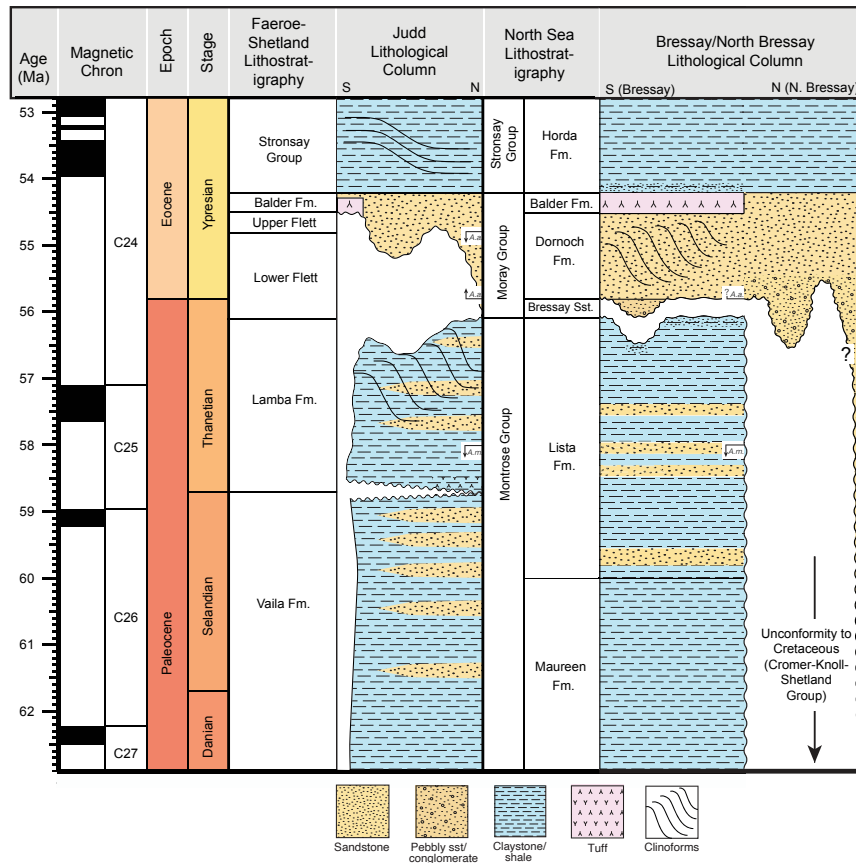 Age
(Ma)
Magnetic
Chron
Epoch
Stage
Faeroe-
Shetland
Lithostrat-
igraphy
Judd
Lithological
Column
S
N
North Sea
Lithostrat-
igraphy
Bressay/North Bressay
Lithological Column
S (Bressay)
N (N. Bressay)
53
54
55
56
57
58
59
60
61
62
C24
C25
C26
C27
Eocene
Paleocene
Ypresian
Thanetian
Selandian
Danian
Stronsay
Group
Balder Fm.
Upper Flett
Lower Flett
Lamba Fm.
Vaila Fm.
A.a.
A.a.
A.m.
Stronsay
Group
Moray Group
Montrose Group
Horda
Fm.
Balder Fm.
Dornoch
Fm.
Bressay Sst.
Lista
Fm.
Maureen
Fm.
? A.a.
A.m.
?
Unconformity to
Cretaceous
(Cromer-Knoll-
Shetland
Group)
Sandstone
Pebbly sst/
conglomerate
Claystone/
shale
Tuff
Clinoforms